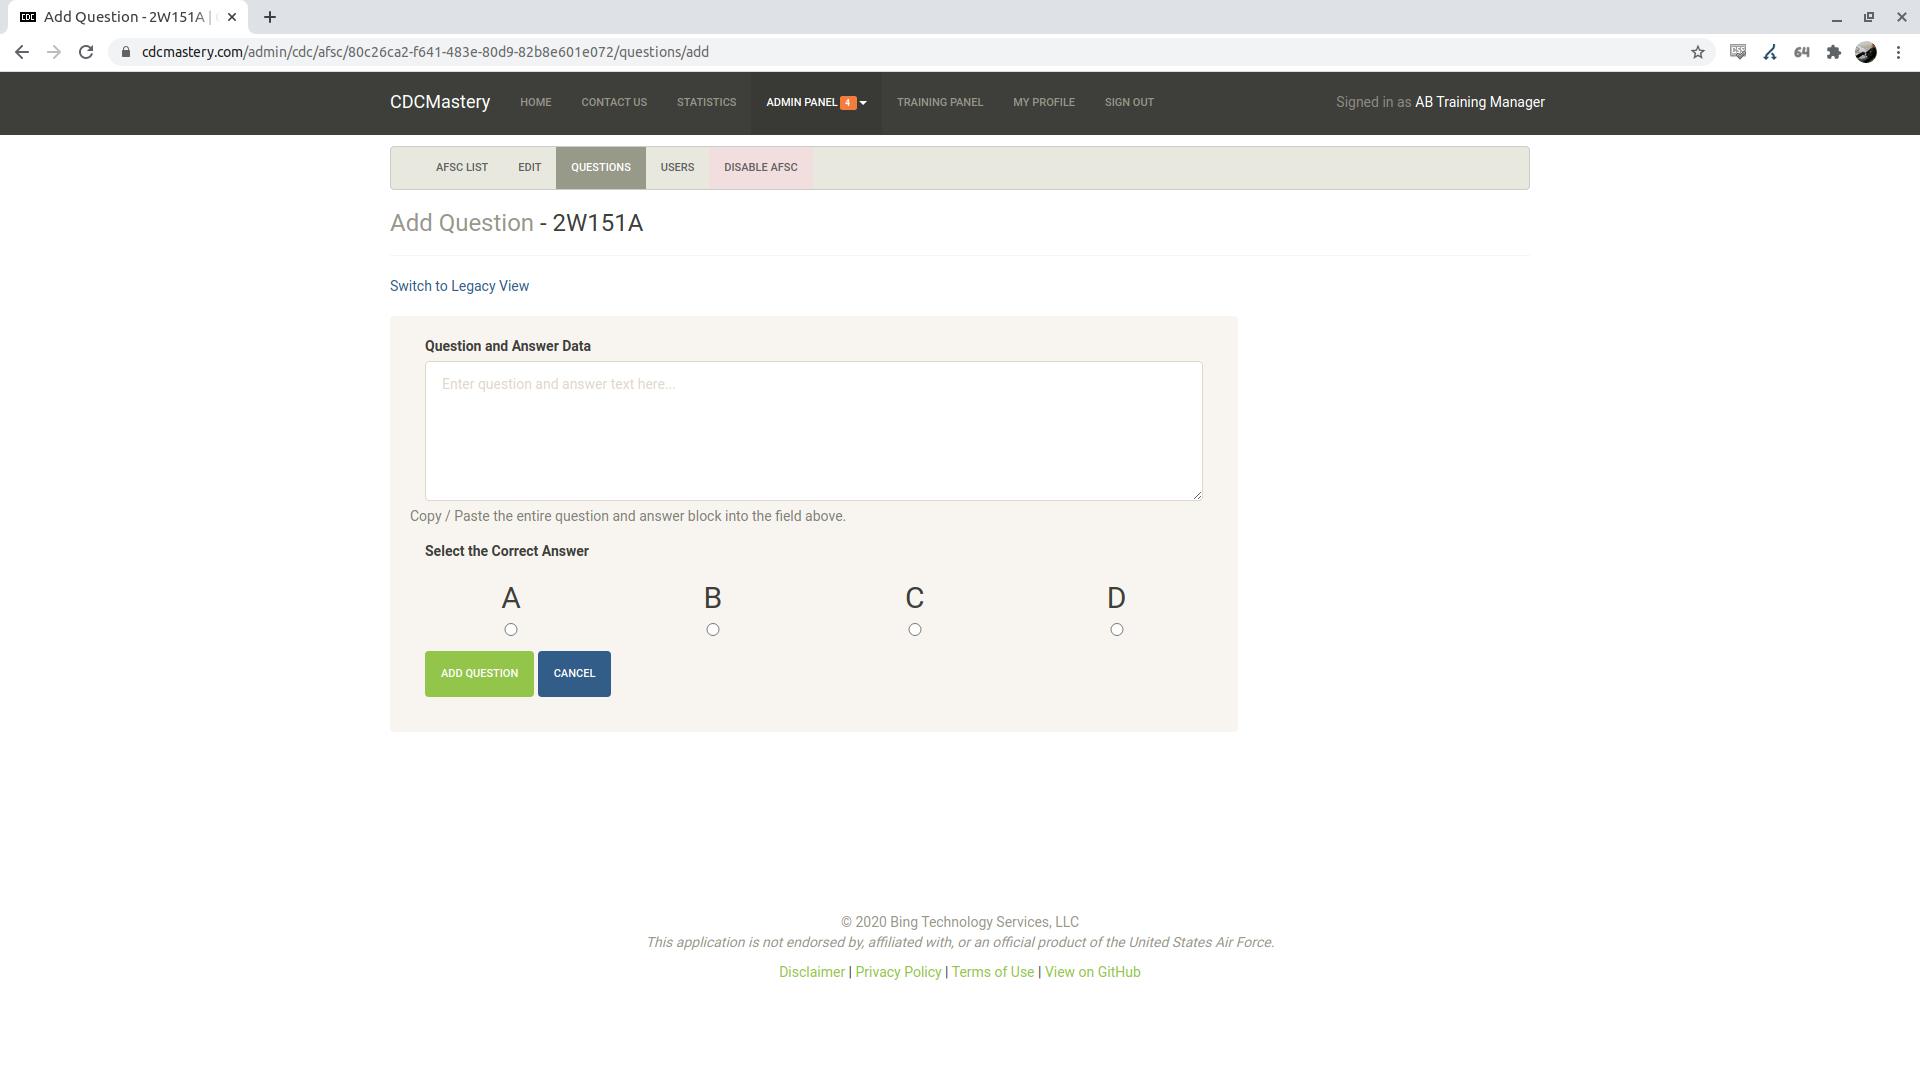 Add Question - 2W151A |
cdcmastery.com/admin/cdc/afsc/80c26ca2-f641-483e-80d9-82b8e601e072/questions/add
CDCMastery HOME CONTACT US STATISTICS ADMIN PANEL 4 TRAINING PANEL MY PROFILE SIGN OUT Signed in as AB Training Manager
AFSC LIST EDIT QUESTIONS USERS DISABLE AFSC
Add Question - 2W151A
Switch to Legacy View
Question and Answer Data
Enter question and answer text here...
Copy / Paste the entire question and answer block into the field above.
Select the Correct Answer
A B C D
ADD QUESTION CANCEL
© 2020 Bing Technology Services, LLC
This application is not endorsed by, affiliated with, or an official product of the United States Air Force.
Disclaimer | Privacy Policy | Terms of Use | View on GitHub